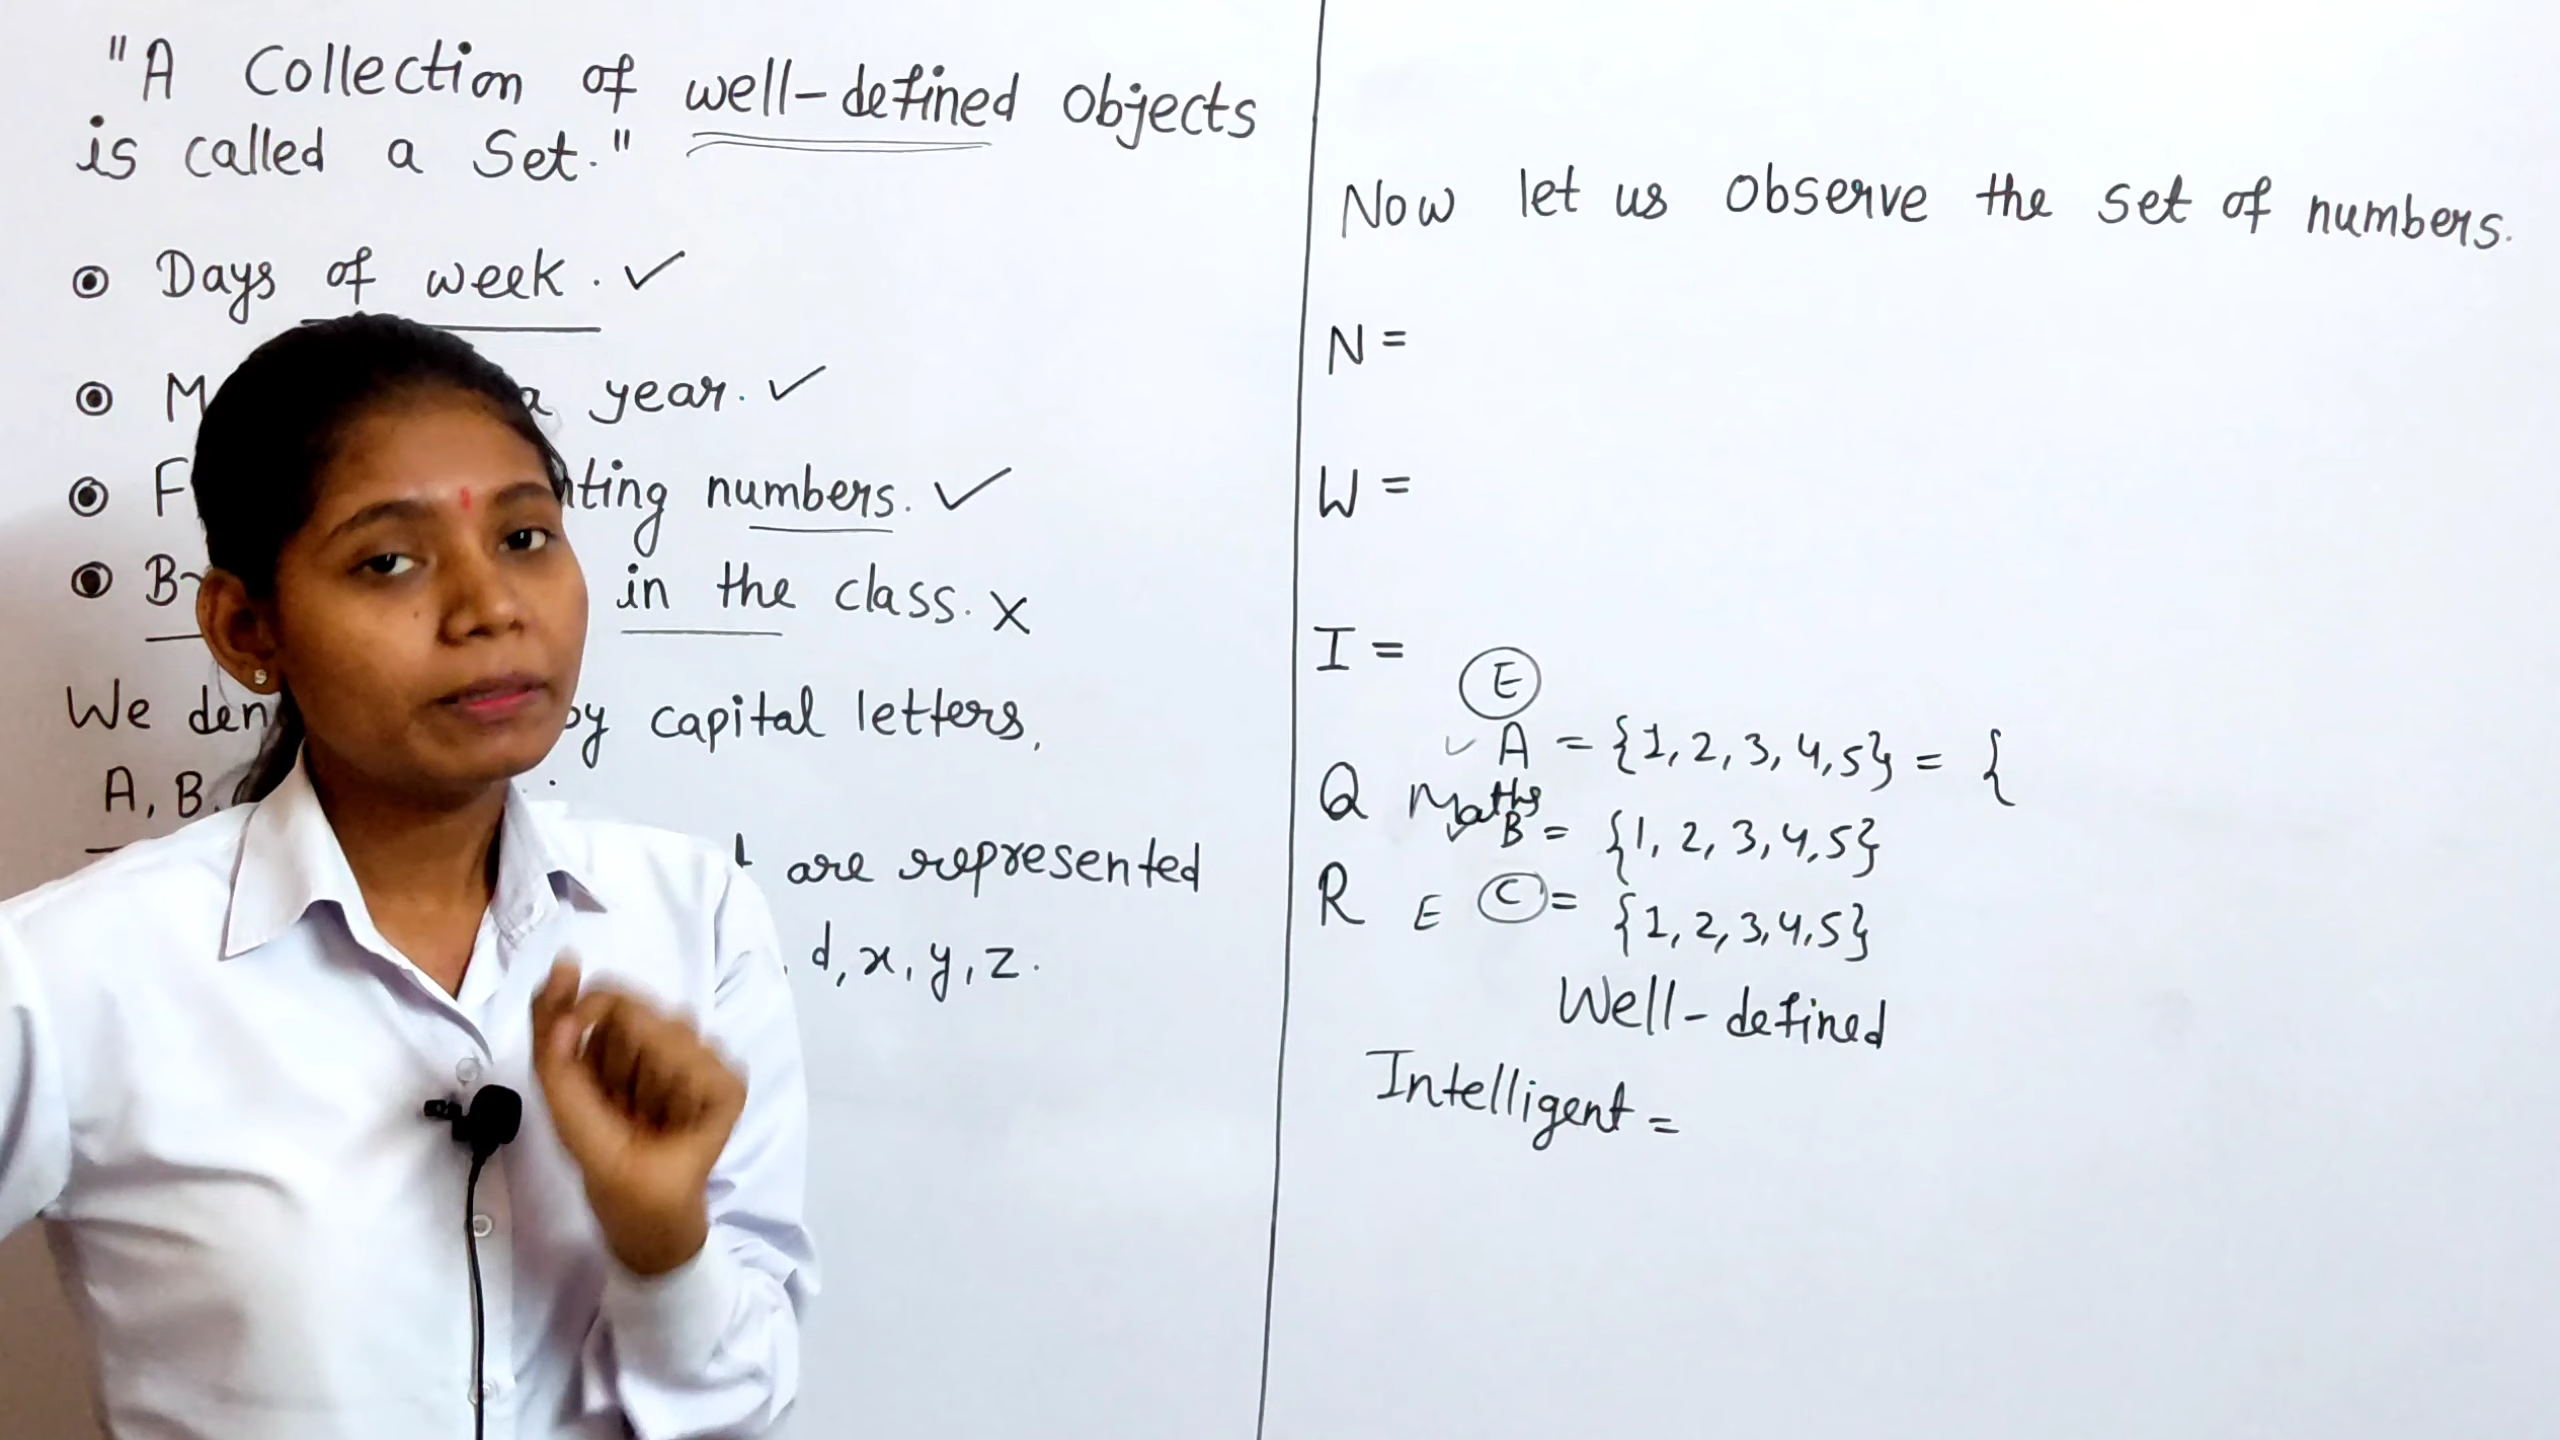 "A Collection of well-defined objects
is called a Set."
Days of week. ✓
a year. ✓
numbers. ✓
in the class. x
We by capital letters,
A, B,
are represented
d, x, y, z.
Now let us observe the set of numbers.
N =
W =
I =
E
✓ A = {1, 2, 3, 4, 5} = {
Q Maths
✓ B = {1, 2, 3, 4, 5}
R E C = {1, 2, 3, 4, 5}
Well-defined
Intelligent =